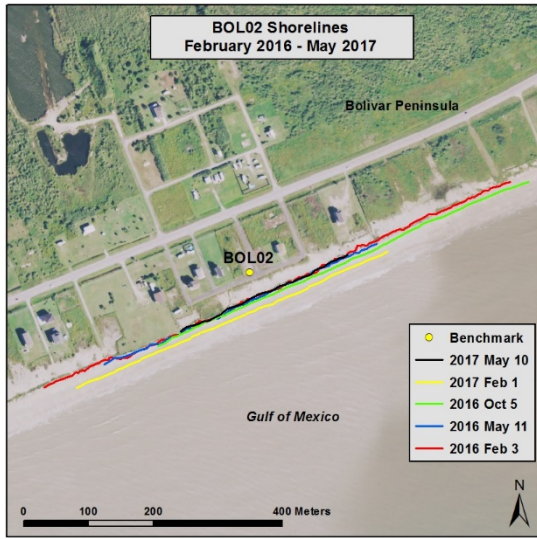 BOL02 Shorelines
February 2016 - May 2017
Bolivar Peninsula
BOL02
Benchmark
2017 May 10
2017 Feb 1
2016 Oct 5
2016 May 11
2016 Feb 3
Gulf of Mexico
N
0 100 200 400 Meters